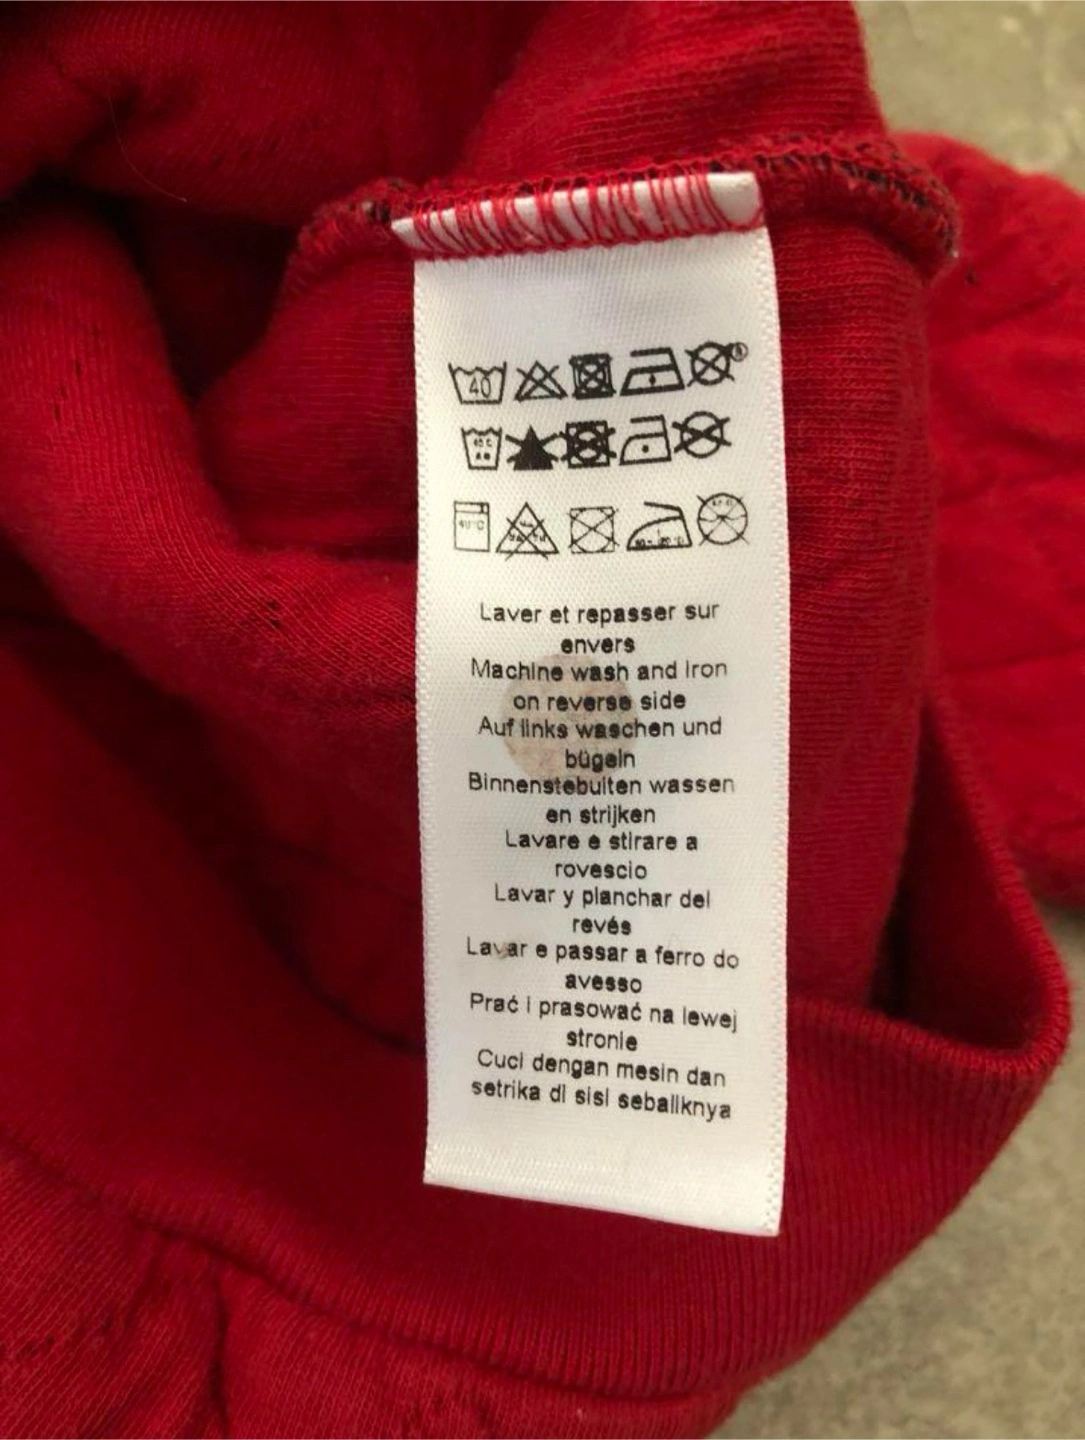 40
Laver et repasser sur
envers
Machine wash and iron
on reverse side
Auf links waschen und
bügeln
Binnenstebuiten wassen
en strijken
Lavare e stirare a
rovescio
Lavar y planchar del
revés
Lavar e passar a ferro do
avesso
Prać i prasować na lewej
stronie
Cuci dengan mesin dan
setrika di sisi sebaliknya